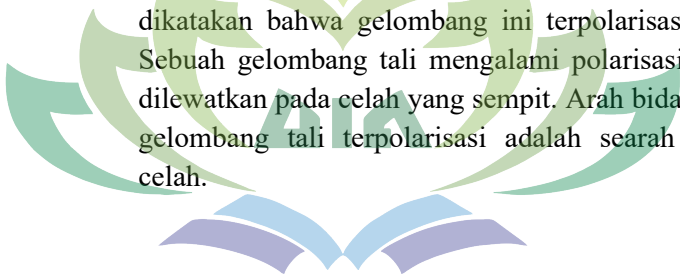 dikatakan bahwa gelombang ini terpolarisas
Sebuah gelombang tali mengalami polarisasi
dilewatkan pada celah yang sempit. Arah bida
gelombang tali terpolarisasi adalah searah
celah.